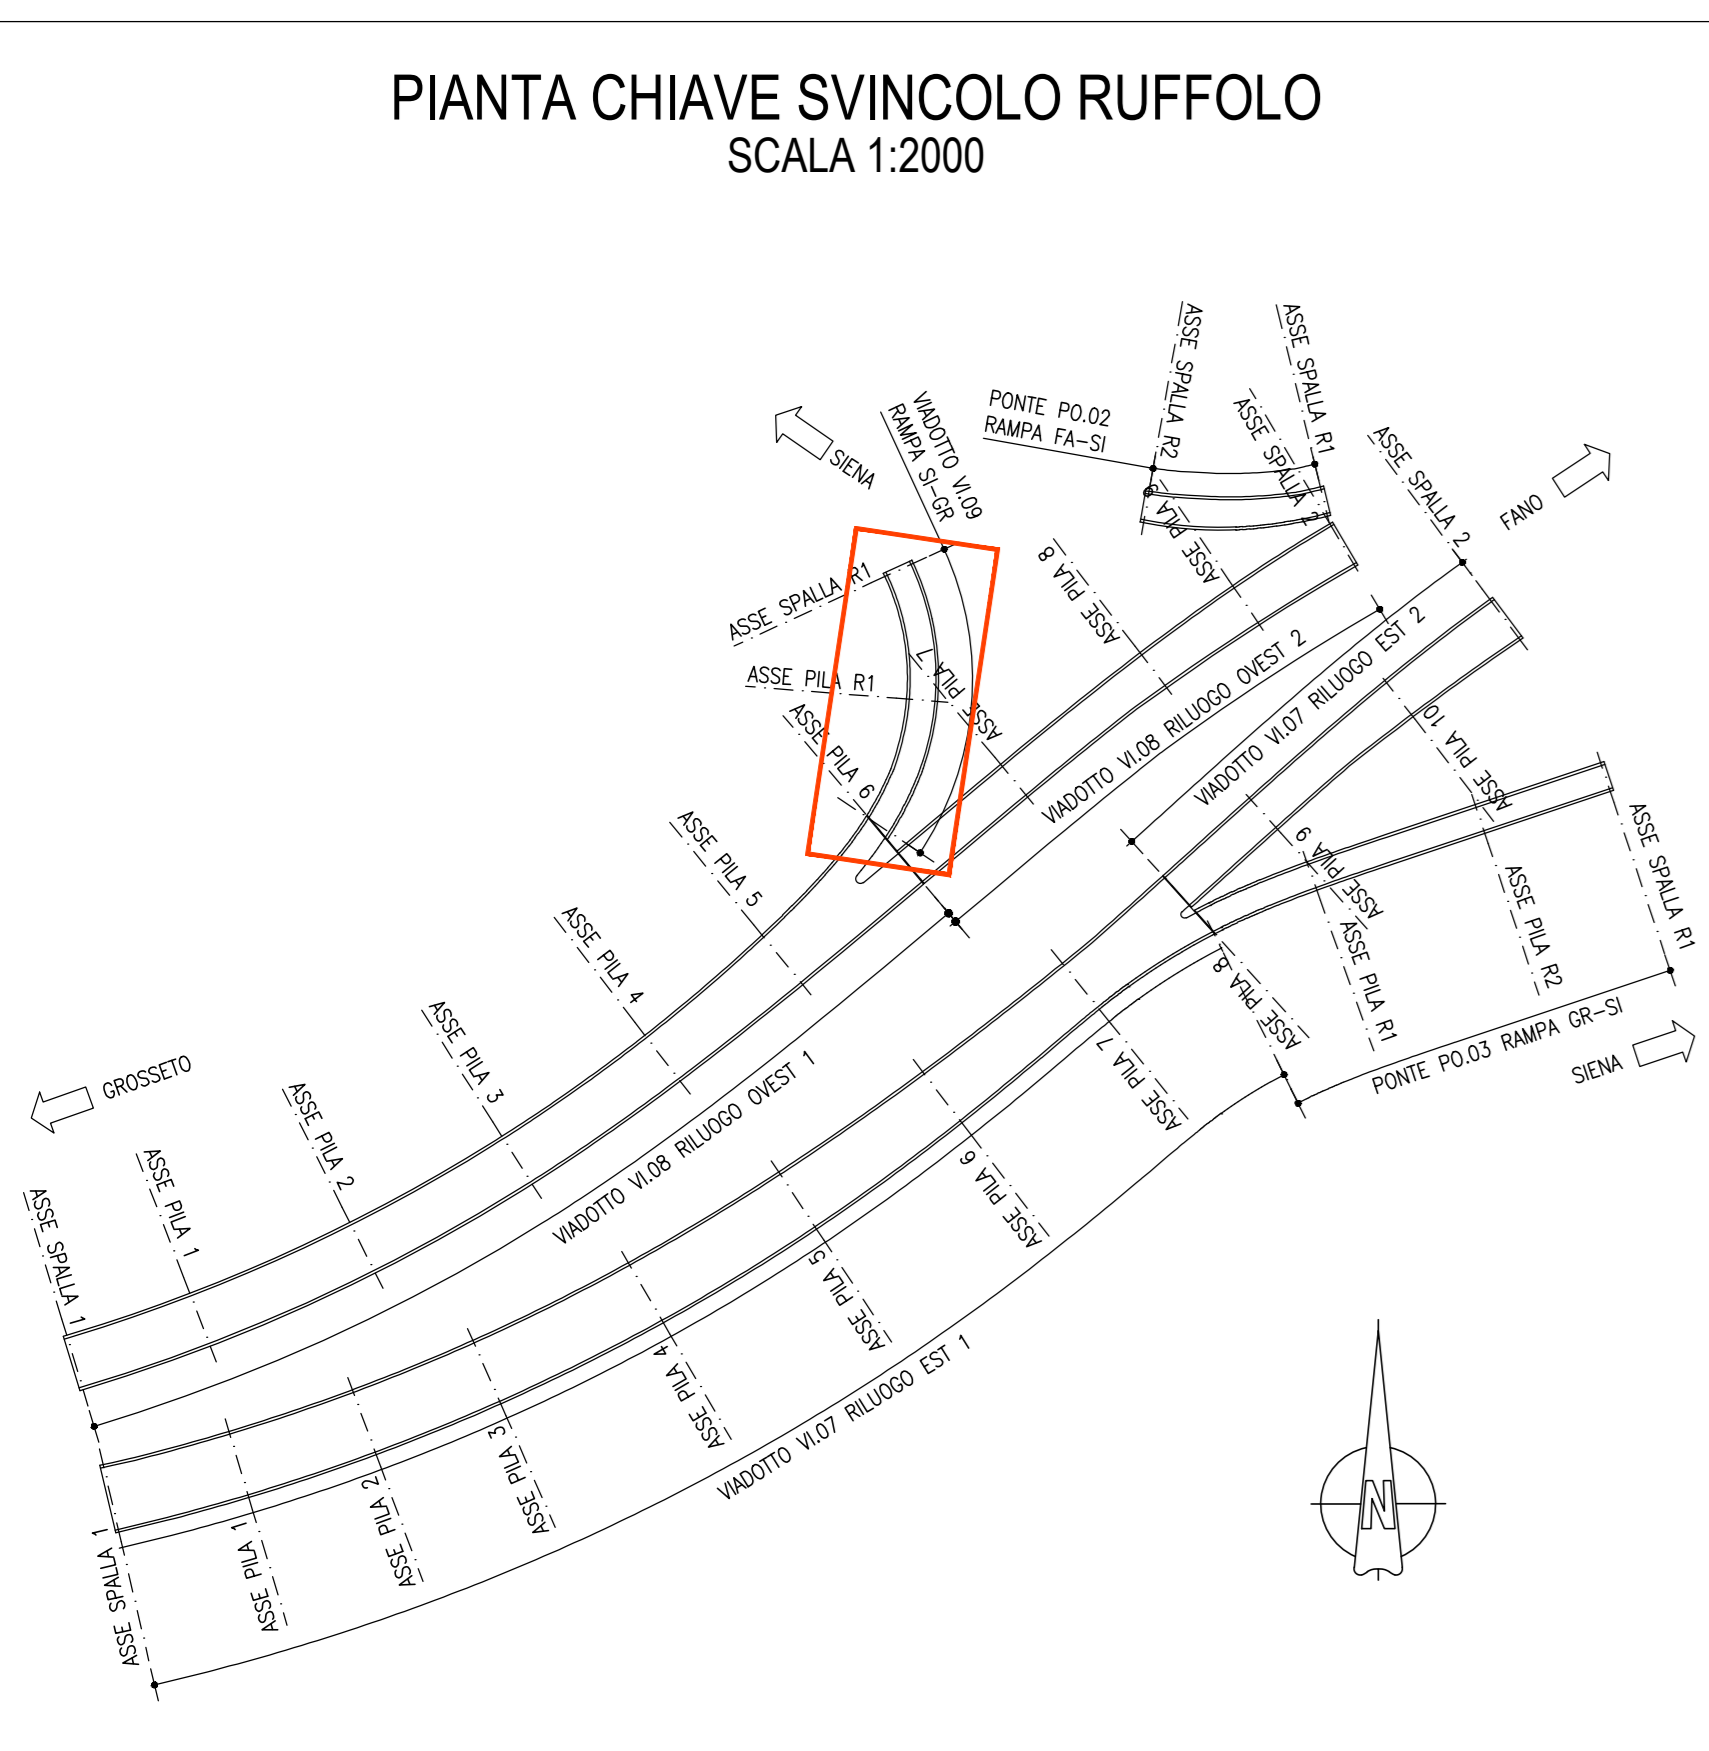 PIANTA CHIAVE SVINCOLO RUFFOLO
SCALA 1:2000
ASSE SPALLA R2
ASSE SPALLA R1
PONTE PO.02
RAMPA FA-SI
ASSE SPALLA 2
ASSE SPALLA 2
FANO
SIENA
VIADOTTO VI.09
RAMPA SI-GR
ASSE PILA 9
ASSE PILA 8
ASSE SPALLA R1
ASSE PILA R1
ASSE PILA 7
ASSE PILA 6
VIADOTTO VI.08 RILUOGO OVEST 2
VIADOTTO VI.07 RILUOGO EST 2
ASSE PILA 10
ASSE PILA 9
ASSE SPALLA R1
ASSE PILA R2
ASSE PILA R1
ASSE PILA 5
ASSE PILA 4
ASSE PILA 3
ASSE PILA 8
ASSE PILA 7
PONTE PO.03 RAMPA GR-SI
SIENA
GROSSETO
ASSE PILA 2
ASSE PILA 1
ASSE SPALLA 1
VIADOTTO VI.08 RILUOGO OVEST 1
ASSE PILA 6
ASSE PILA 5
ASSE PILA 4
ASSE PILA 3
ASSE PILA 2
ASSE PILA 1
ASSE SPALLA 1
VIADOTTO VI.07 RILUOGO EST 1
N